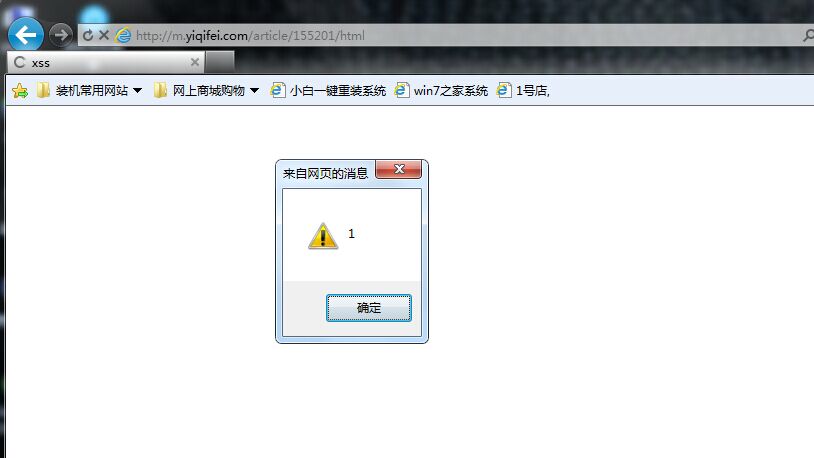 http://m.yiqifei.com/article/155201/html
xss
装机常用网站 网上商城购物 小白一键重装系统 win7之家系统 1号店,
来自网页的消息
1
确定